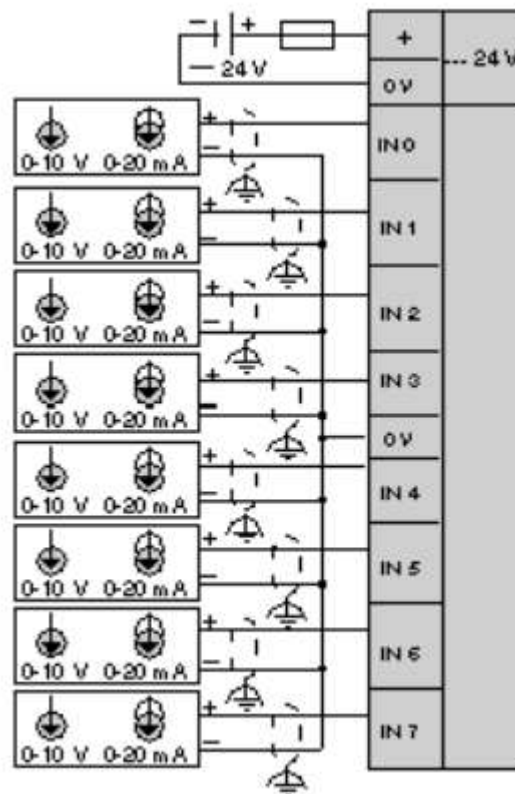 − + +
— 24 V --- 24 V
0 V
+ IN 0
−
0-10 V 0-20 mA
+ IN 1
−
0-10 V 0-20 mA
+ IN 2
−
0-10 V 0-20 mA
+ IN 3
−
0-10 V 0-20 mA
0 V
+ IN 4
−
0-10 V 0-20 mA
+ IN 5
−
0-10 V 0-20 mA
+ IN 6
−
0-10 V 0-20 mA
+ IN 7
−
0-10 V 0-20 mA